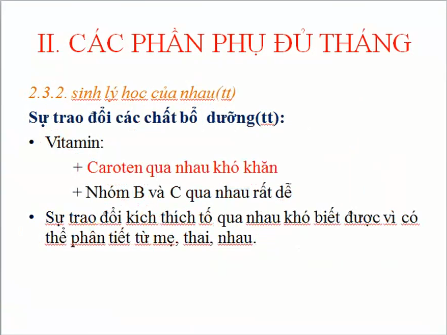 II. CÁC PHẦN PHỤ ĐỦ THÁNG
2.3.2. sinh lý học của nhau(tt)
Sự trao đổi các chất bổ dưỡng(tt):
• Vitamin:
+ Caroten qua nhau khó khăn
+ Nhóm B và C qua nhau rất dễ
• Sự trao đổi kich thích tố qua nhau khó biết được vì có
thể phân tiết từ mẹ, thai, nhau.